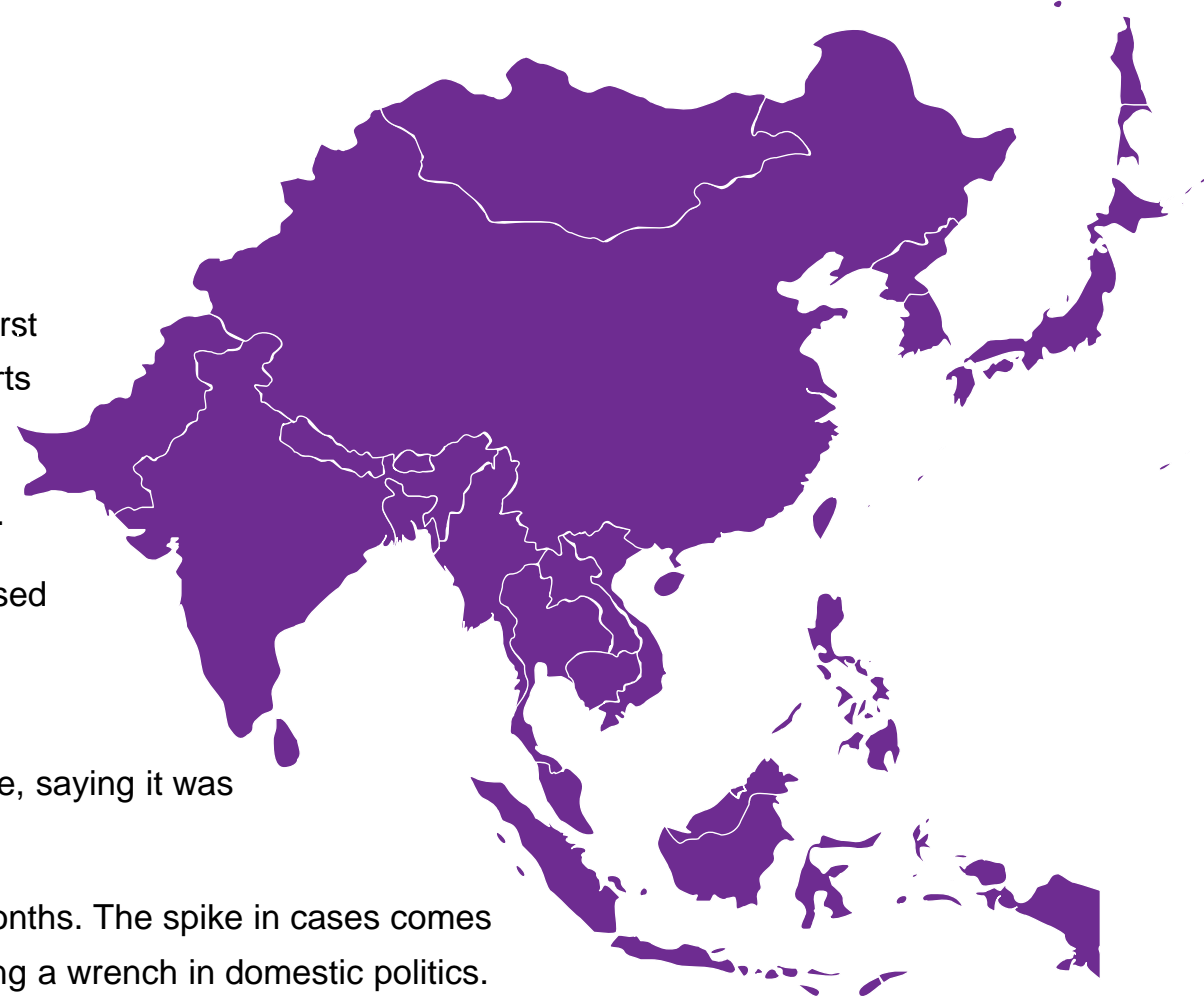 rst
rts
.
sed
e, saying it was
onths. The spike in cases comes
ng a wrench in domestic politics.